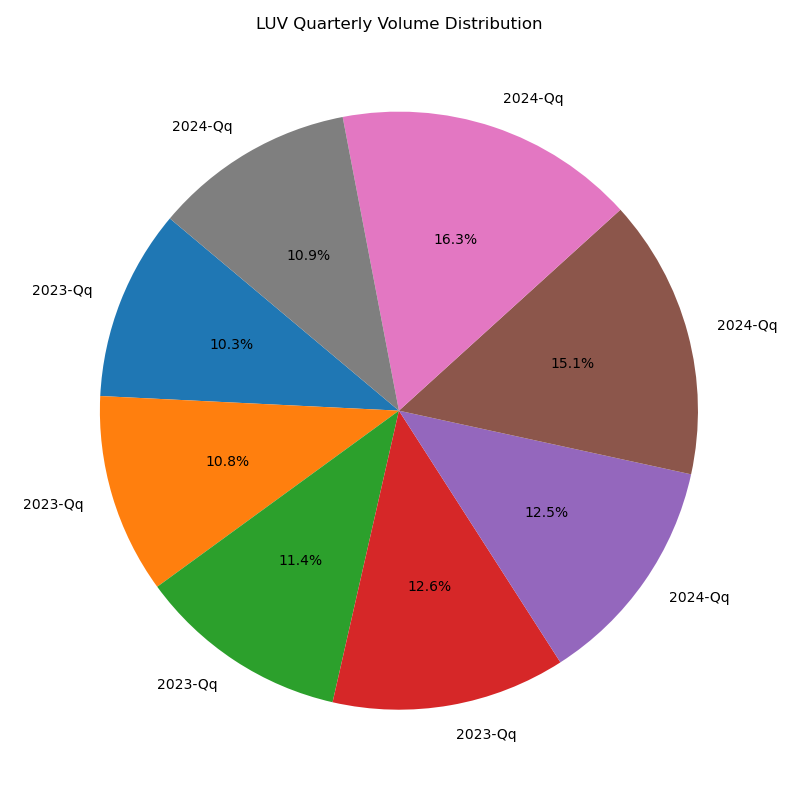 LUV Quarterly Volume Distribution
2024-Qq
2024-Qq
16.3%
10.9%
2023-Qq
2024-Qq
10.3%
15.1%
10.8%
2023-Qq
12.5%
11.4%
12.6%
2024-Qq
2023-Qq
2023-Qq